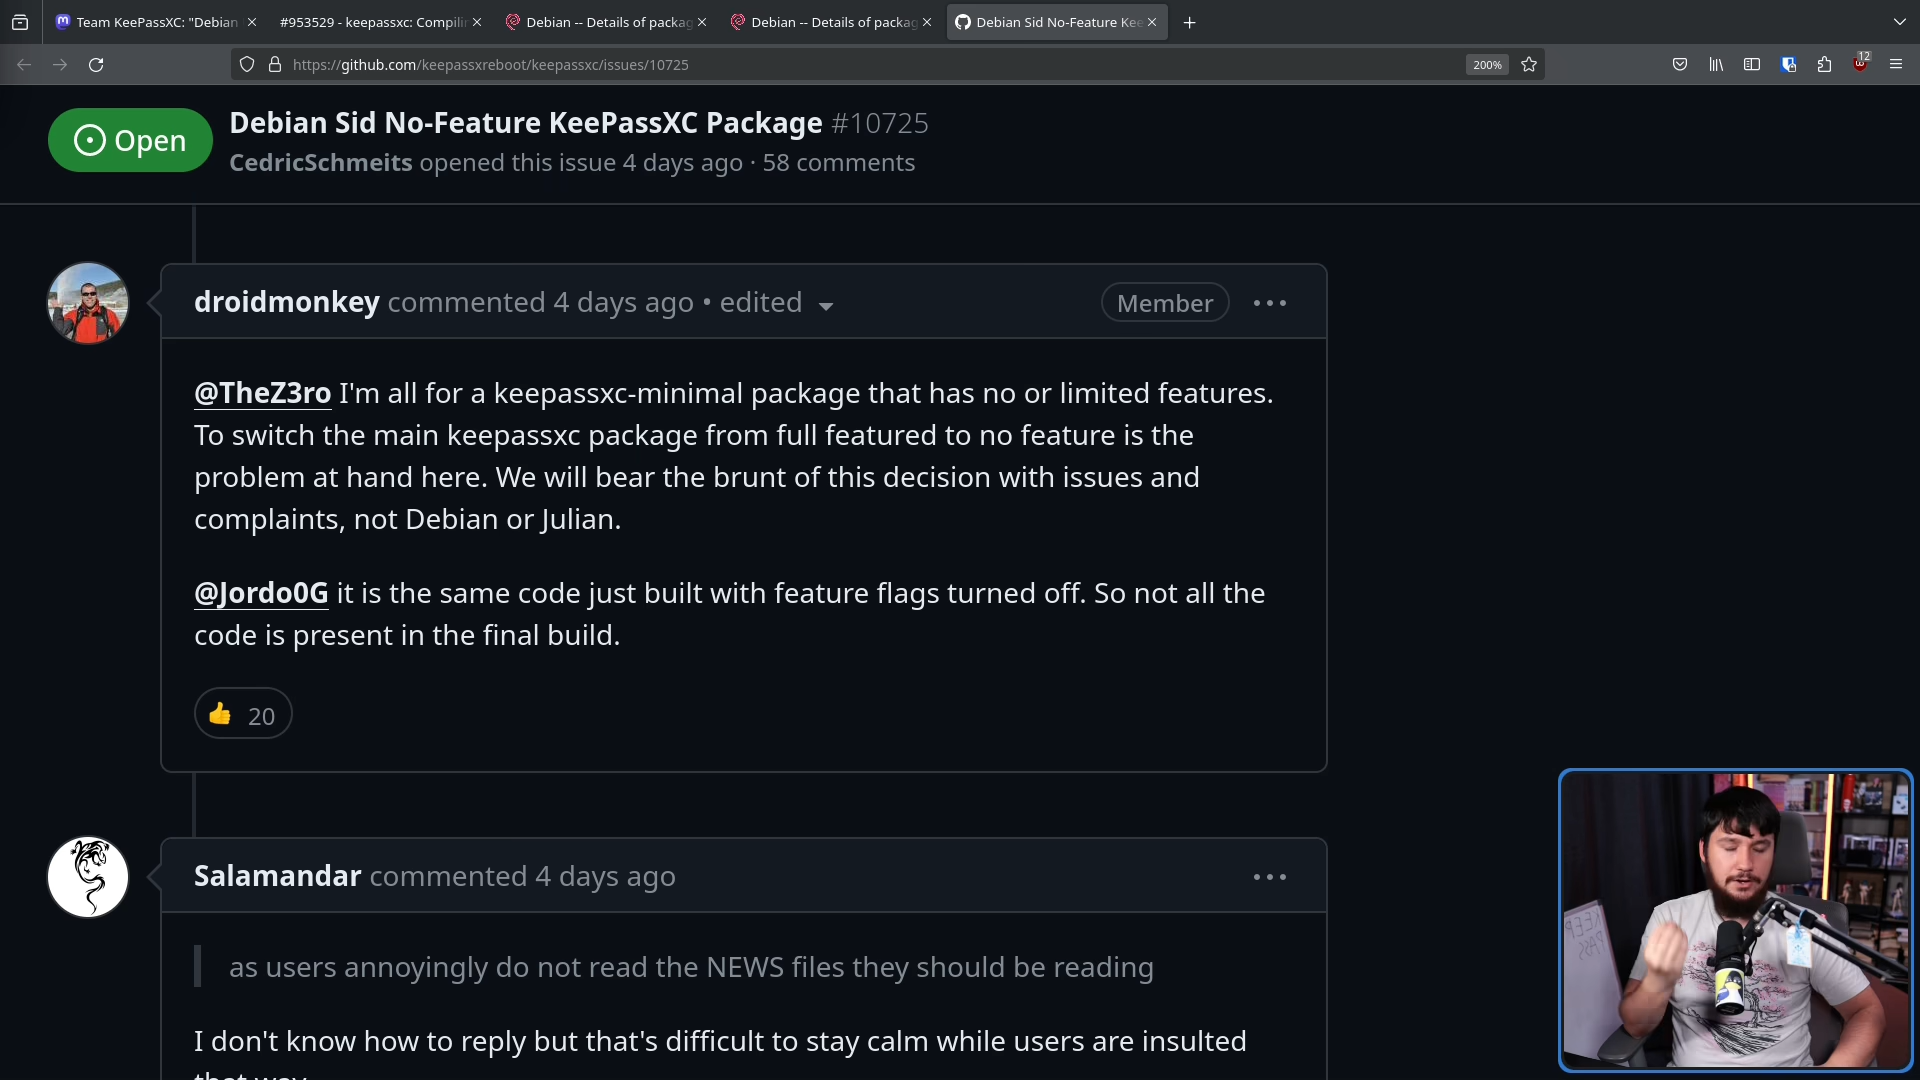 Team KeePassXC: "Debian
#953529 - keepassxc: Compilin
Debian -- Details of packag
Debian -- Details of packag
Debian Sid No-Feature Kee
https://github.com/keepassxreboot/keepassxc/issues/10725
200%
12
Open
Debian Sid No-Feature KeePassXC Package #10725
CedricSchmeits opened this issue 4 days ago · 58 comments
droidmonkey commented 4 days ago • edited
Member
@TheZ3ro I'm all for a keepassxc-minimal package that has no or limited features.
To switch the main keepassxc package from full featured to no feature is the
problem at hand here. We will bear the brunt of this decision with issues and
complaints, not Debian or Julian.
@Jordo0G it is the same code just built with feature flags turned off. So not all the
code is present in the final build.
👍 20
Salamandar commented 4 days ago
as users annoyingly do not read the NEWS files they should be reading
I don't know how to reply but that's difficult to stay calm while users are insulted
that way
KEEP
PASS